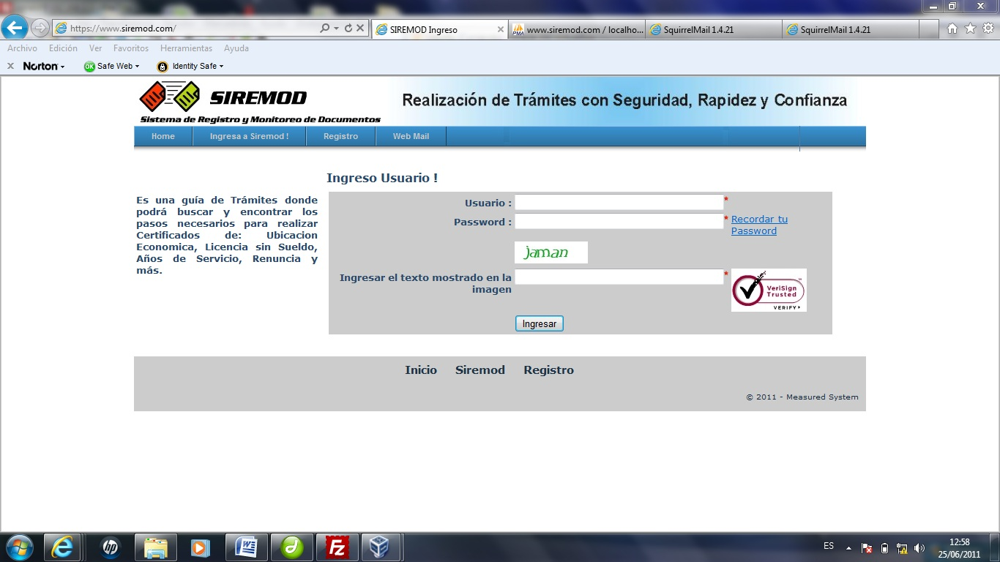 https://www.siremod.com/
SIREMOD Ingreso
www.siremod.com / localho...
SquirrelMail 1.4.21
SquirrelMail 1.4.21
Archivo Edición Ver Favoritos Herramientas Ayuda
x Norton Safe Web Identity Safe
SIREMOD
Sistema de Registro y Monitoreo de Documentos
Realización de Trámites con Seguridad, Rapidez y Confianza
Home Ingresa a Siremod ! Registro Web Mail
Es una guía de Trámites donde
podrá buscar y encontrar los
pasos necesarios para realizar
Certificados de: Ubicacion
Economica, Licencia sin Sueldo,
Años de Servicio, Renuncia y
más.
Ingreso Usuario !
Usuario : *
Password : * Recordar tu
Password
jaman
Ingresar el texto mostrado en la
imagen *
VeriSign
Trusted
VERIFY
Ingresar
Inicio Siremod Registro
© 2011 - Measured System
ES
12:58
25/06/2011